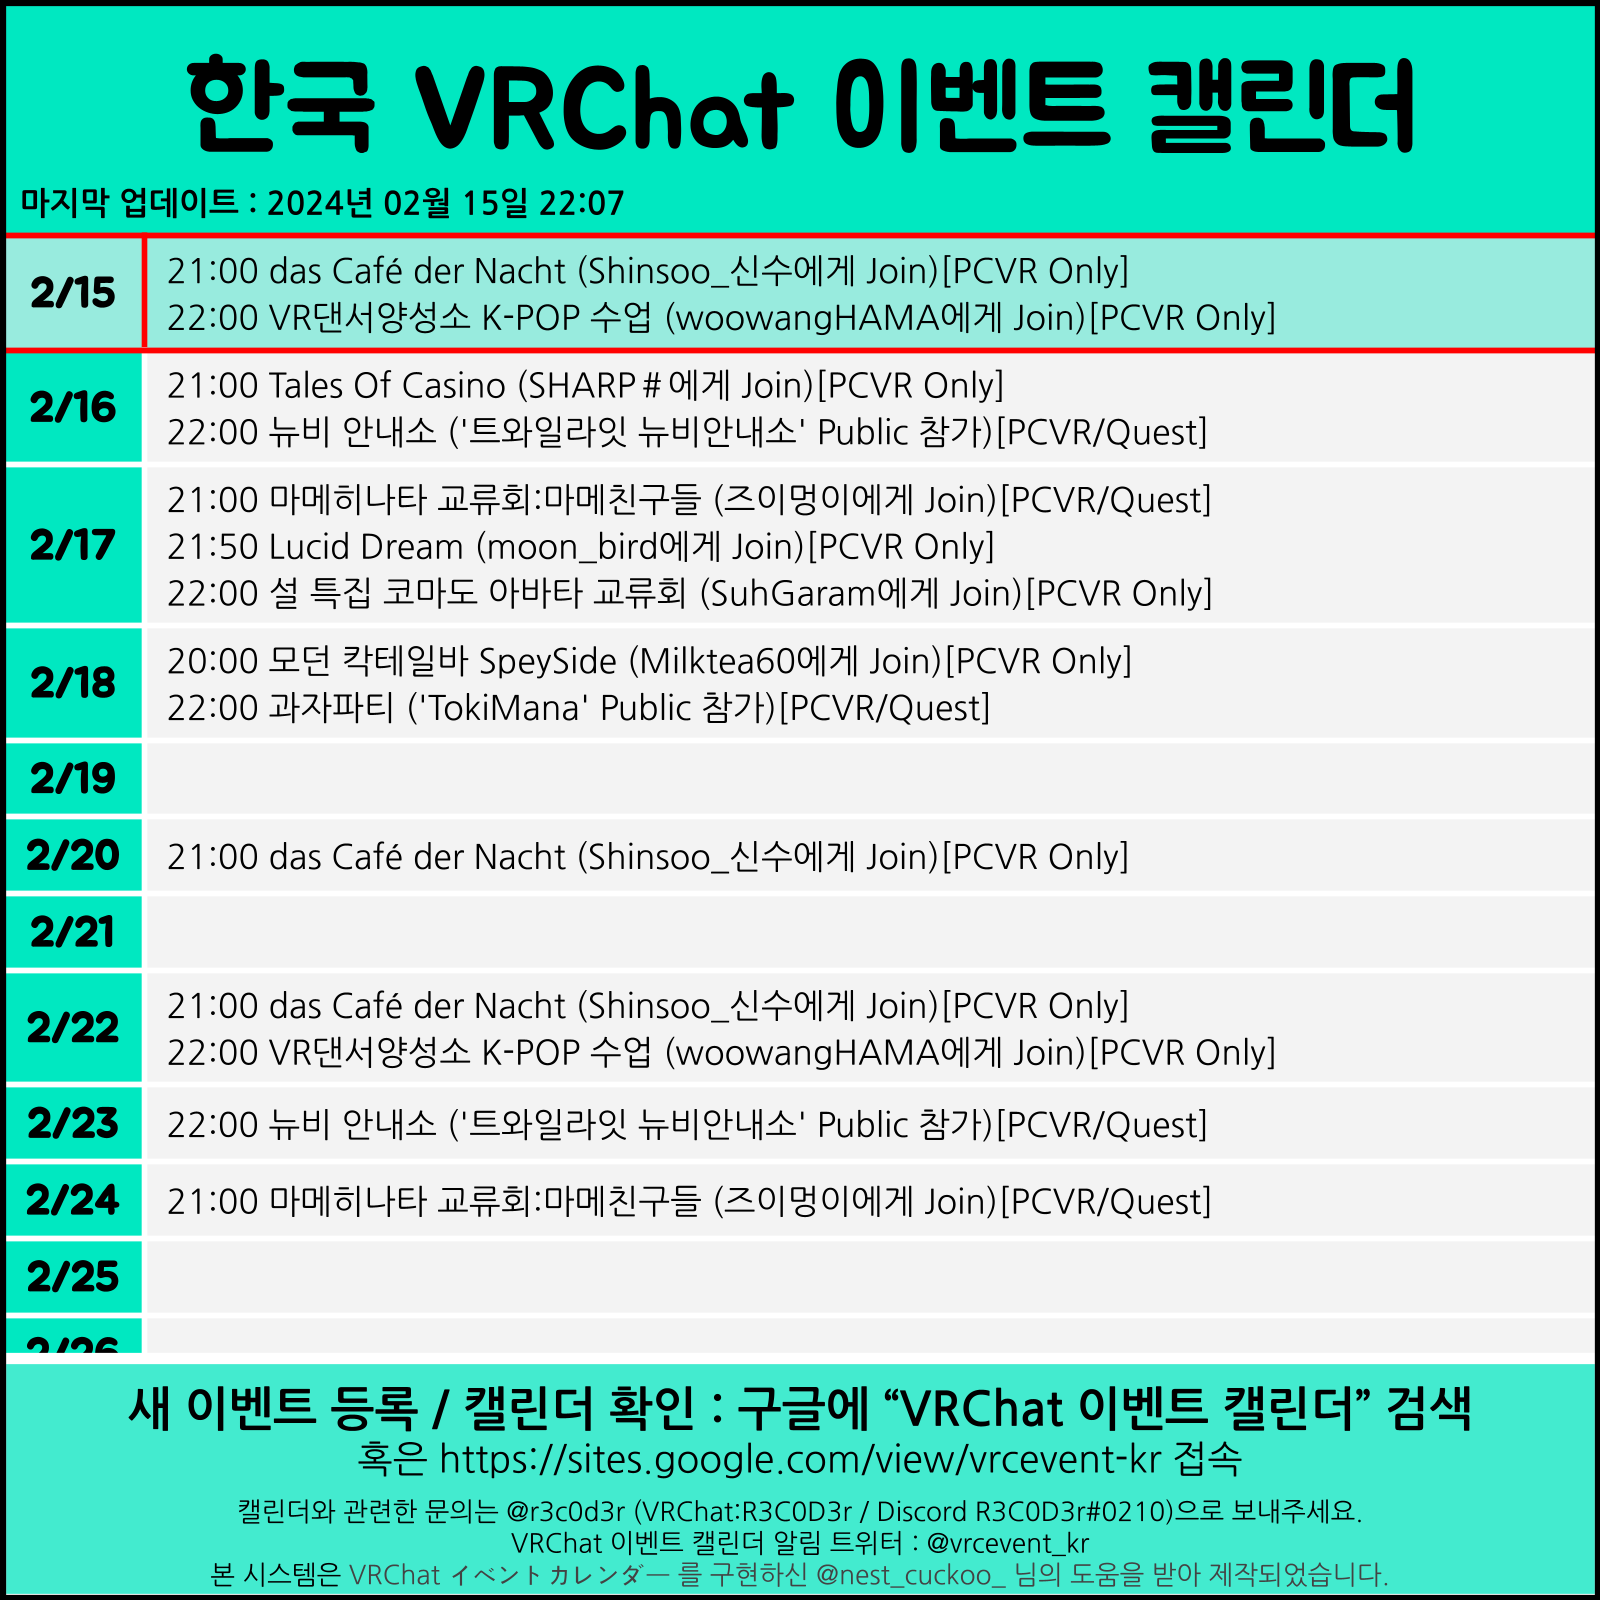 한국 VRChat 이벤트 캘린더
마지막 업데이트 : 2024년 02월 15일 22:07
2/15
21:00 das Café der Nacht (Shinsoo_신수에게 Join)[PCVR Only]
22:00 VR댄서양성소 K-POP 수업 (woowangHAMA에게 Join)[PCVR Only]
2/16
21:00 Tales Of Casino (SHARP＃에게 Join)[PCVR Only]
22:00 뉴비 안내소 ('트와일라잇 뉴비안내소' Public 참가)[PCVR/Quest]
2/17
21:00 마메히나타 교류회:마메친구들 (즈이멍이에게 Join)[PCVR/Quest]
21:50 Lucid Dream (moon_bird에게 Join)[PCVR Only]
22:00 설 특집 코마도 아바타 교류회 (SuhGaram에게 Join)[PCVR Only]
2/18
20:00 모던 칵테일바 SpeySide (Milktea60에게 Join)[PCVR Only]
22:00 과자파티 ('TokiMana' Public 참가)[PCVR/Quest]
2/19
2/20
21:00 das Café der Nacht (Shinsoo_신수에게 Join)[PCVR Only]
2/21
2/22
21:00 das Café der Nacht (Shinsoo_신수에게 Join)[PCVR Only]
22:00 VR댄서양성소 K-POP 수업 (woowangHAMA에게 Join)[PCVR Only]
2/23
22:00 뉴비 안내소 ('트와일라잇 뉴비안내소' Public 참가)[PCVR/Quest]
2/24
21:00 마메히나타 교류회:마메친구들 (즈이멍이에게 Join)[PCVR/Quest]
2/25
2/26
새 이벤트 등록 / 캘린더 확인 : 구글에 “VRChat 이벤트 캘린더” 검색
혹은 https://sites.google.com/view/vrcevent-kr 접속
캘린더와 관련한 문의는 @r3c0d3r (VRChat:R3C0D3r / Discord R3C0D3r#0210)으로 보내주세요.
VRChat 이벤트 캘린더 알림 트위터 : @vrcevent_kr
본 시스템은 VRChat イベントカレンダー 를 구현하신 @nest_cuckoo_ 님의 도움을 받아 제작되었습니다.